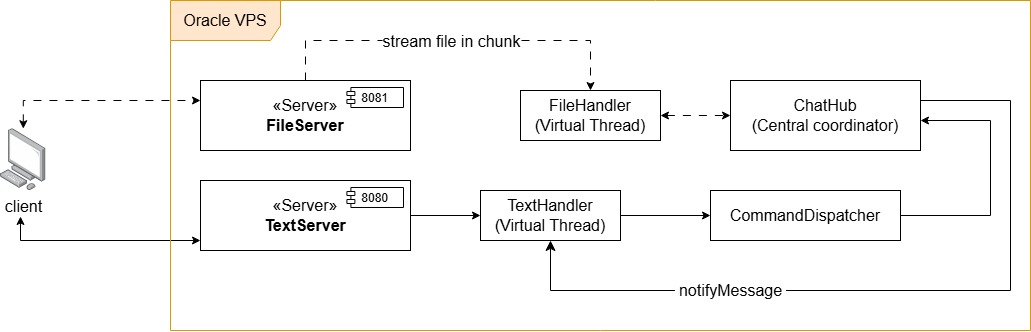 Oracle VPS
stream file in chunk
8081
«Server»
FileServer
FileHandler
(Virtual Thread)
ChatHub
(Central coordinator)
client
8080
«Server»
TextServer
TextHandler
(Virtual Thread)
CommandDispatcher
notifyMessage